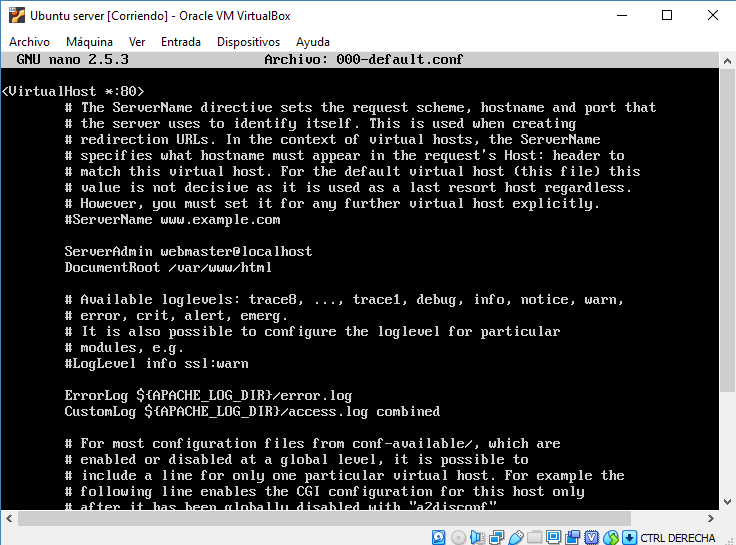 Ubuntu server [Corriendo] - Oracle VM VirtualBox
Archivo Máquina Ver Entrada Dispositivos Ayuda
GNU nano 2.5.3 Archivo: 000-default.conf
<VirtualHost *:80>
# The ServerName directive sets the request scheme, hostname and port that
# the server uses to identify itself. This is used when creating
# redirection URLs. In the context of virtual hosts, the ServerName
# specifies what hostname must appear in the request's Host: header to
# match this virtual host. For the default virtual host (this file) this
# value is not decisive as it is used as a last resort host regardless.
# However, you must set it for any further virtual host explicitly.
#ServerName www.example.com
ServerAdmin webmaster@localhost
DocumentRoot /var/www/html
# Available loglevels: trace8, ..., trace1, debug, info, notice, warn,
# error, crit, alert, emerg.
# It is also possible to configure the loglevel for particular
# modules, e.g.
#LogLevel info ssl:warn
ErrorLog ${APACHE_LOG_DIR}/error.log
CustomLog ${APACHE_LOG_DIR}/access.log combined
# For most configuration files from conf-available/, which are
# enabled or disabled at a global level, it is possible to
# include a line for only one particular virtual host. For example the
# following line enables the CGI configuration for this host only
# after it has been globally disabled with "a2disconf"
CTRL DERECHA